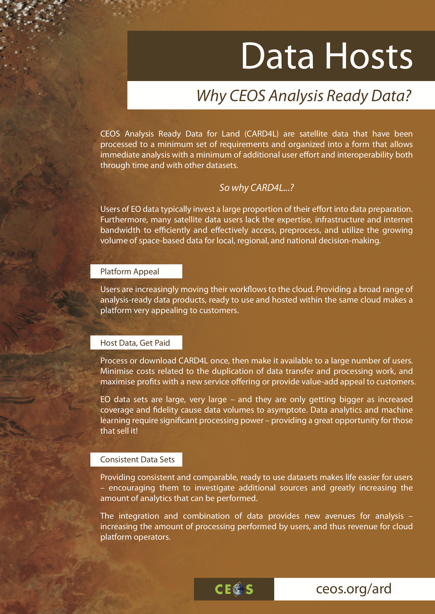 Data Hosts
Why CEOS Analysis Ready Data?
CEOS Analysis Ready Data for Land (CARD4L) are satellite data that have been
processed to a minimum set of requirements and organized into a form that allows
immediate analysis with a minimum of additional user effort and interoperability both
through time and with other datasets.
So why CARD4L...?
Users of EO data typically invest a large proportion of their effort into data preparation.
Furthermore, many satellite data users lack the expertise, infrastructure and internet
bandwidth to efficiently and effectively access, preprocess, and utilize the growing
volume of space-based data for local, regional, and national decision-making.
Platform Appeal
Users are increasingly moving their workflows to the cloud. Providing a broad range of
analysis-ready data products, ready to use and hosted within the same cloud makes a
platform very appealing to customers.
Host Data, Get Paid
Process or download CARD4L once, then make it available to a large number of users.
Minimise costs related to the duplication of data transfer and processing work, and
maximise profits with a new service offering or provide value-add appeal to customers.
EO data sets are large, very large – and they are only getting bigger as increased
coverage and fidelity cause data volumes to asymptote. Data analytics and machine
learning require significant processing power – providing a great opportunity for those
that sell it!
Consistent Data Sets
Providing consistent and comparable, ready to use datasets makes life easier for users
– encouraging them to investigate additional sources and greatly increasing the
amount of analytics that can be performed.
The integration and combination of data provides new avenues for analysis –
increasing the amount of processing performed by users, and thus revenue for cloud
platform operators.
CEOS
ceos.org/ard